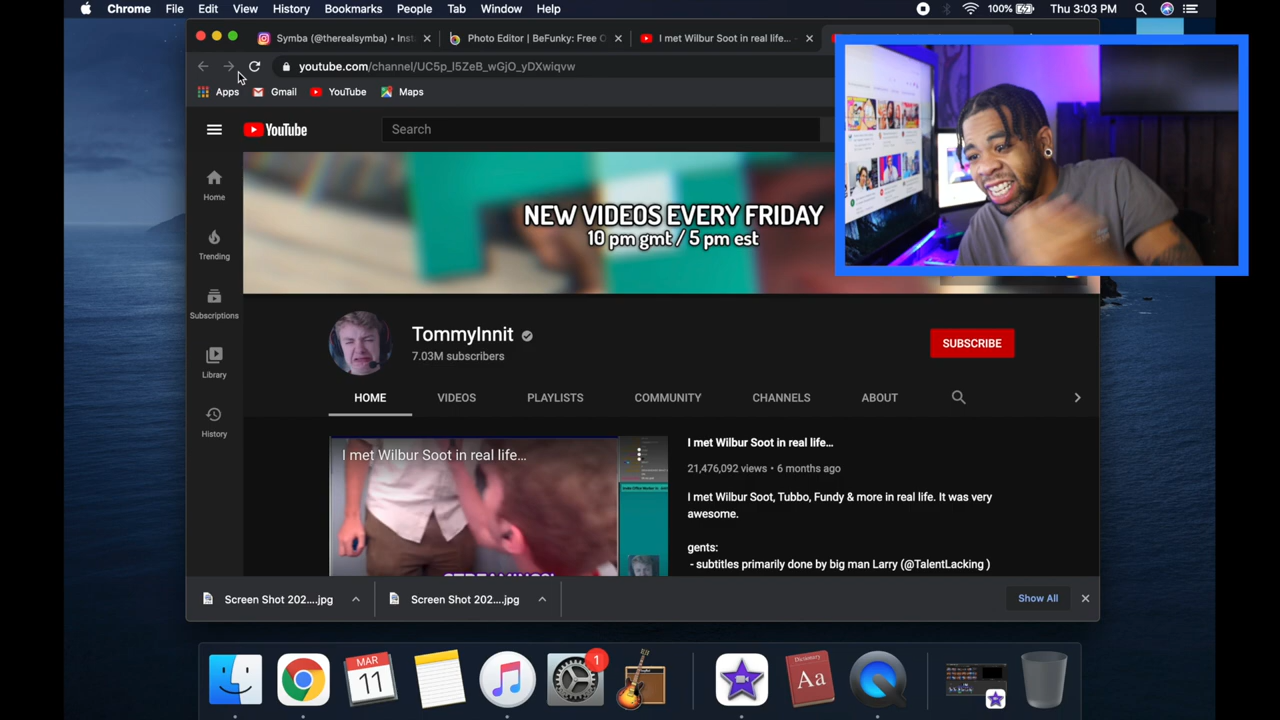 Chrome File Edit View History Bookmarks People Tab Window Help 100% Thu 3:03 PM
Symba (@therealsymba) • Inst
Photo Editor | BeFunky: Free O
I met Wilbur Soot in real life...
youtube.com/channel/UC5p_l5ZeB_wGjO_yDXwiqvw
Apps Gmail YouTube Maps
YouTube
Search
Home
Trending
Subscriptions
Library
History
NEW VIDEOS EVERY FRIDAY
10 pm gmt / 5 pm est
TommyInnit
7.03M subscribers
SUBSCRIBE
HOME VIDEOS PLAYLISTS COMMUNITY CHANNELS ABOUT
I met Wilbur Soot in real life...
I met Wilbur Soot in real life...
21,476,092 views • 6 months ago
I met Wilbur Soot, Tubbo, Fundy & more in real life. It was very
awesome.
gents:
- subtitles primarily done by big man Larry (@TalentLacking )
Screen Shot 202....jpg
Screen Shot 202....jpg
Show All
MAR
11
1
Dictionary
Aa